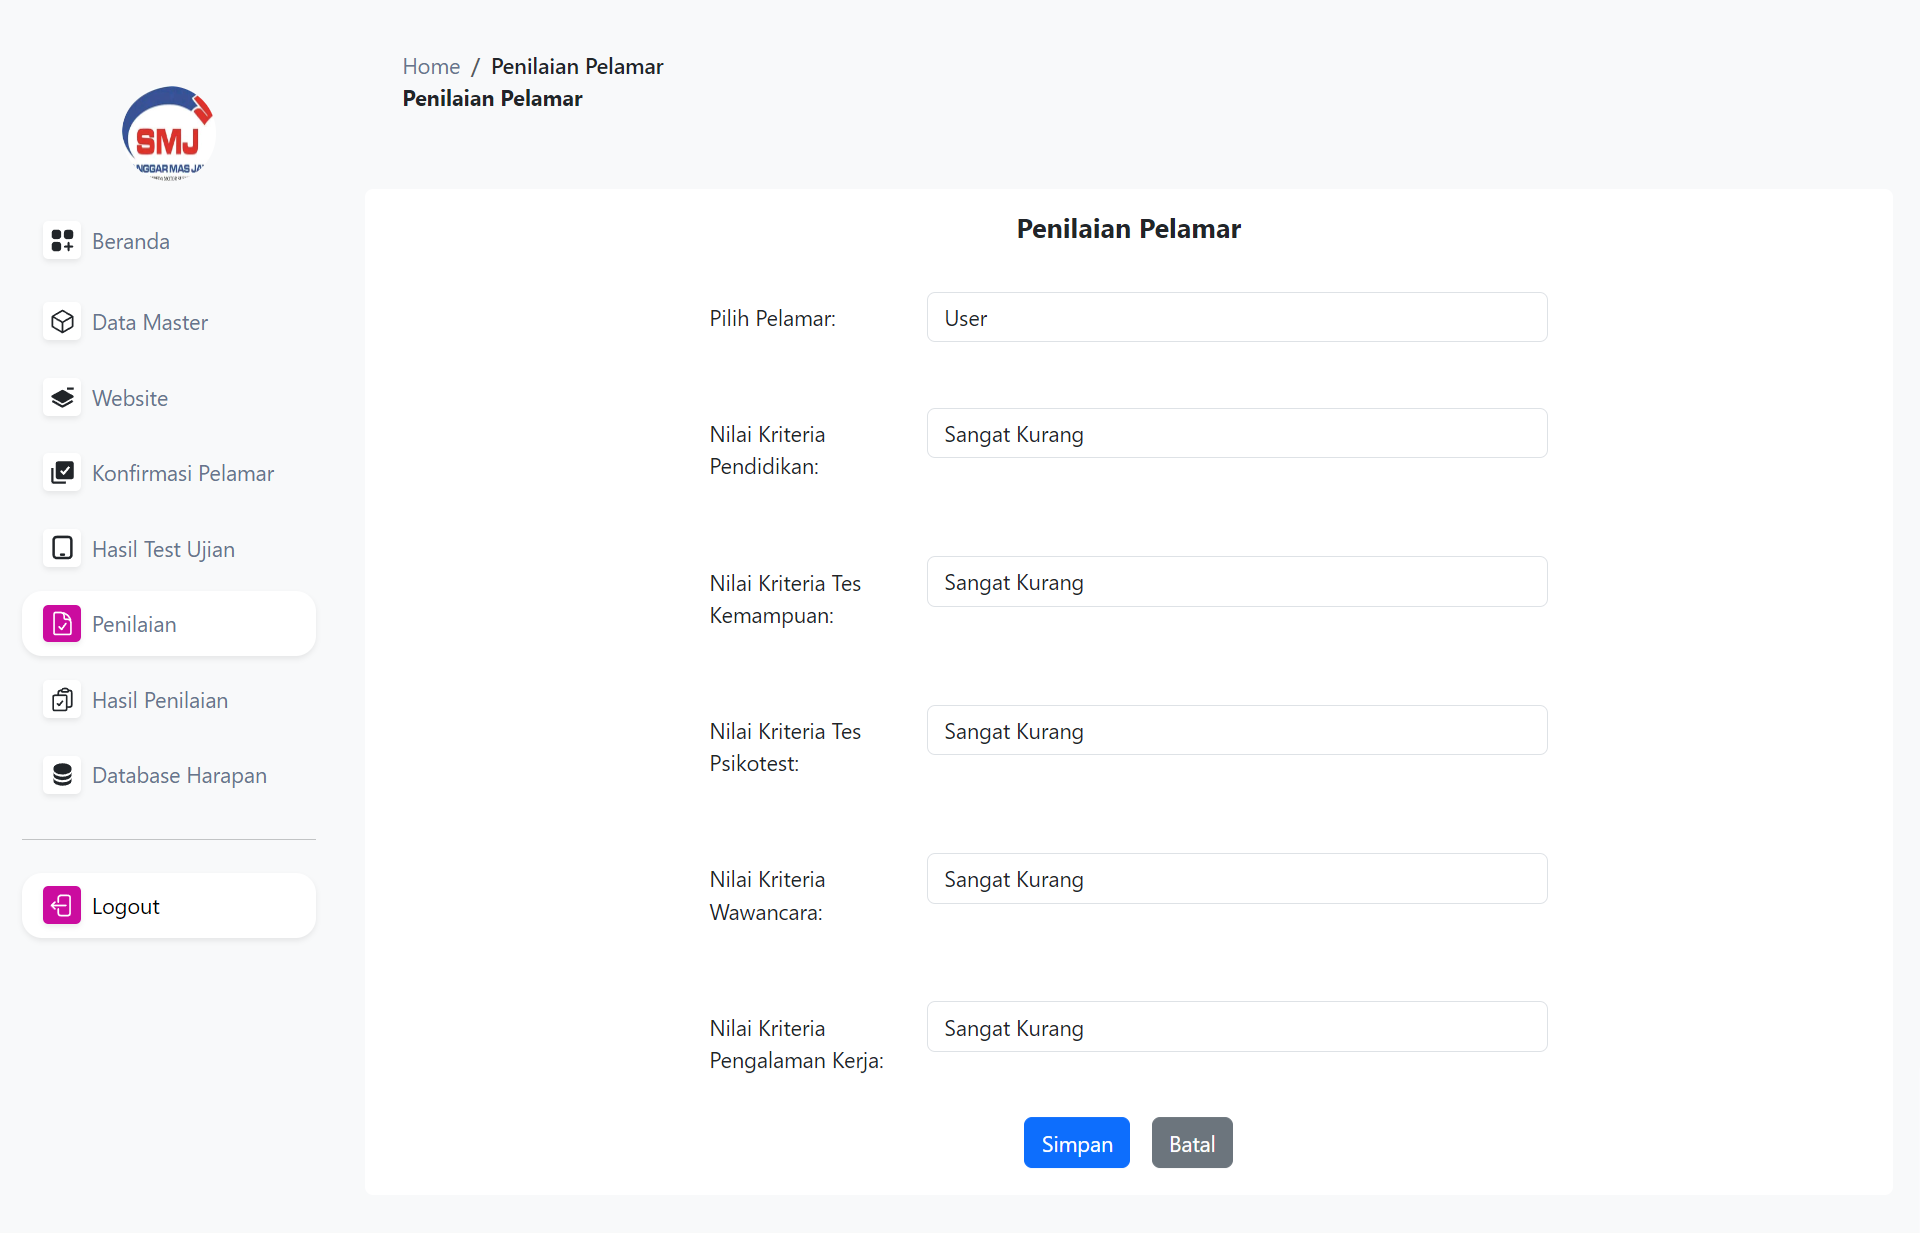 Home / Penilaian Pelamar
Penilaian Pelamar
SMJ
NGGAR MAS JA
Beranda
Data Master
Website
Konfirmasi Pelamar
Hasil Test Ujian
Penilaian
Hasil Penilaian
Database Harapan
Logout
Penilaian Pelamar
Pilih Pelamar:
User
Nilai Kriteria
Pendidikan:
Sangat Kurang
Nilai Kriteria Tes
Kemampuan:
Sangat Kurang
Nilai Kriteria Tes
Psikotest:
Sangat Kurang
Nilai Kriteria
Wawancara:
Sangat Kurang
Nilai Kriteria
Pengalaman Kerja:
Sangat Kurang
Simpan
Batal